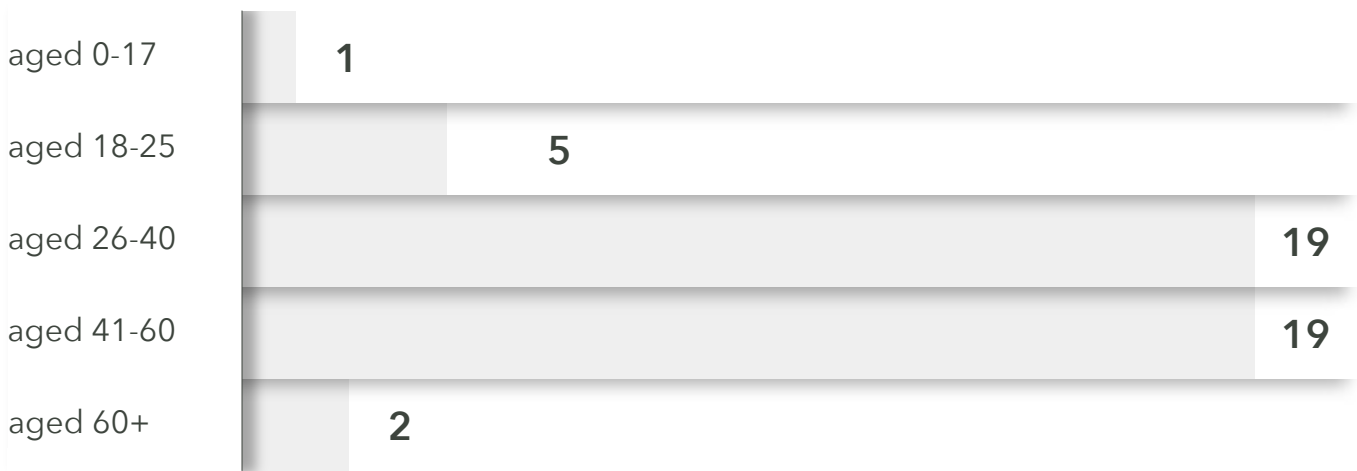 aged 0-17 1
aged 18-25 5
aged 26-40 19
aged 41-60 19
aged 60+ 2